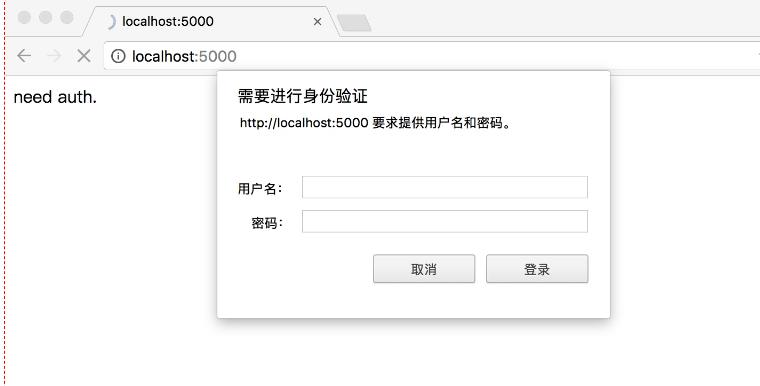 localhost:5000
localhost:5000
need auth.
需要进行身份验证
http://localhost:5000 要求提供用户名和密码。
用户名：
密码：
取消 登录